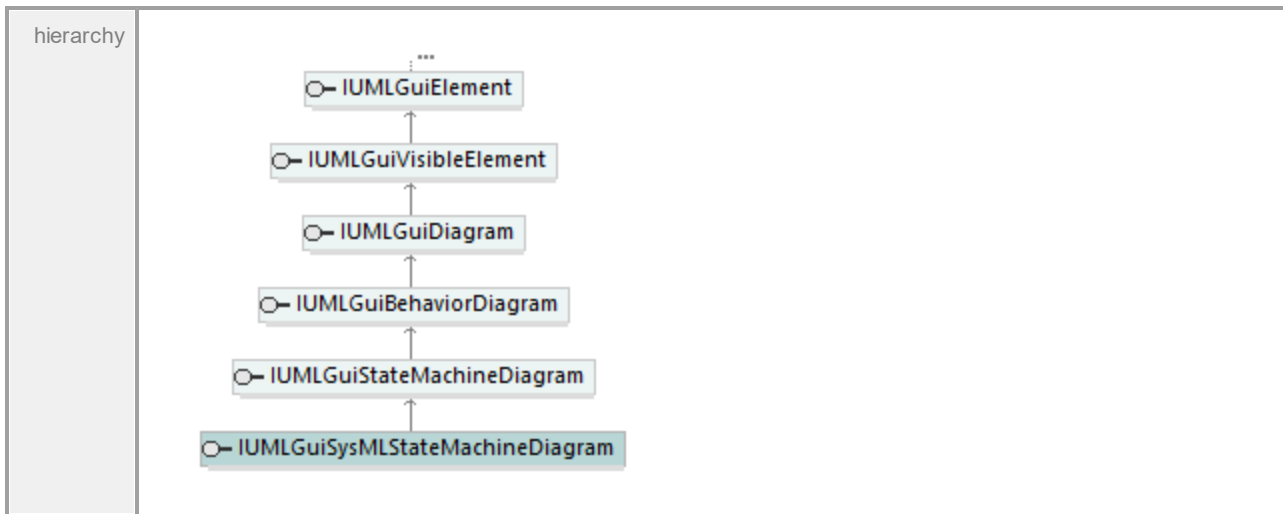 hierarchy
...
IUMLGuiElement
IUMLGuiVisibleElement
IUMLGuiDiagram
IUMLGuiBehaviorDiagram
IUMLGuiStateMachineDiagram
IUMLGuiSysMLStateMachineDiagram